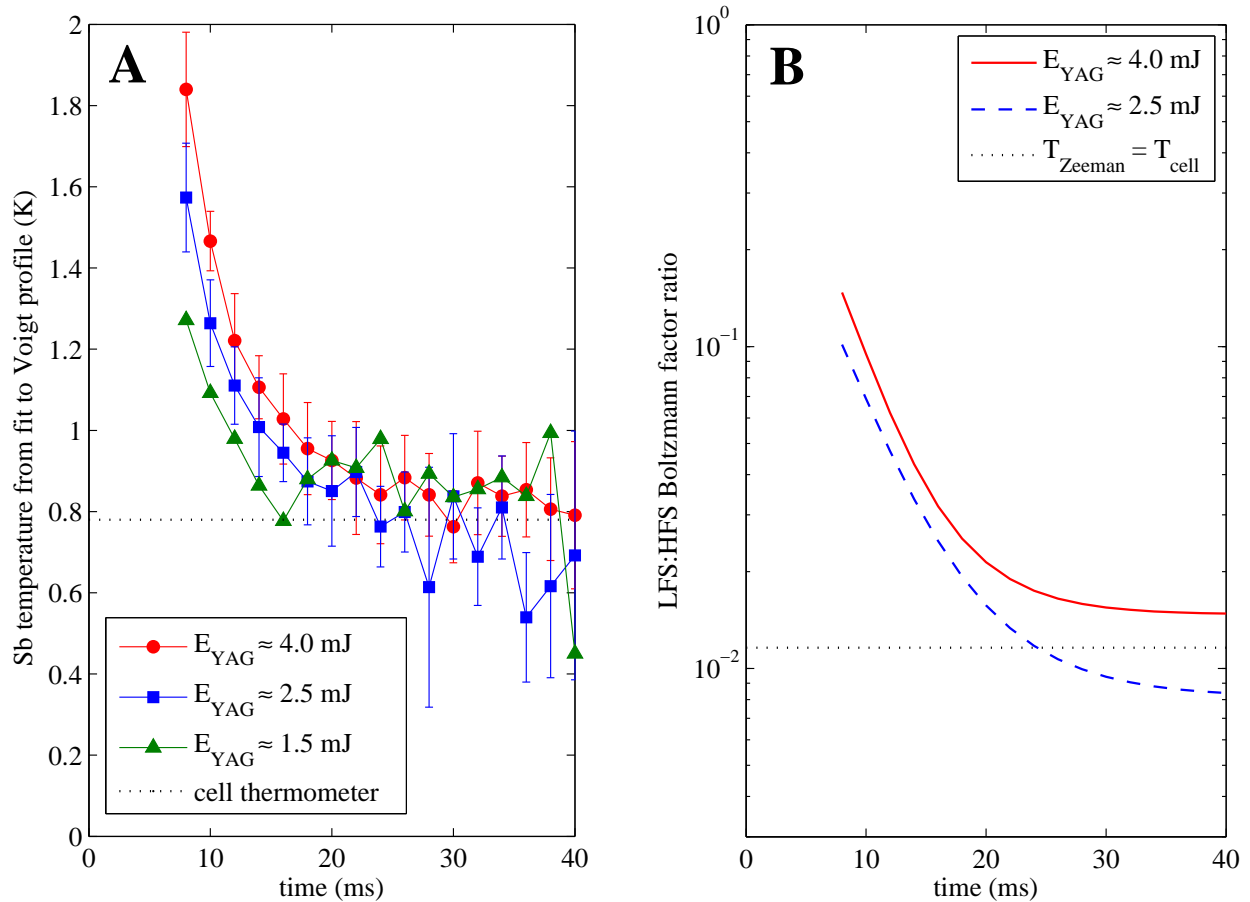 A
Sb temperature from fit to Voigt profile (K)
2
1.8
1.6
1.4
1.2
1
0.8
0.6
0.4
0.2
0
E_YAG ≈ 4.0 mJ
E_YAG ≈ 2.5 mJ
E_YAG ≈ 1.5 mJ
cell thermometer
0 10 20 30 40
time (ms)
B
LFS:HFS Boltzmann factor ratio
10^0
10^-1
10^-2
E_YAG ≈ 4.0 mJ
E_YAG ≈ 2.5 mJ
T_Zeeman = T_cell
0 10 20 30 40
time (ms)